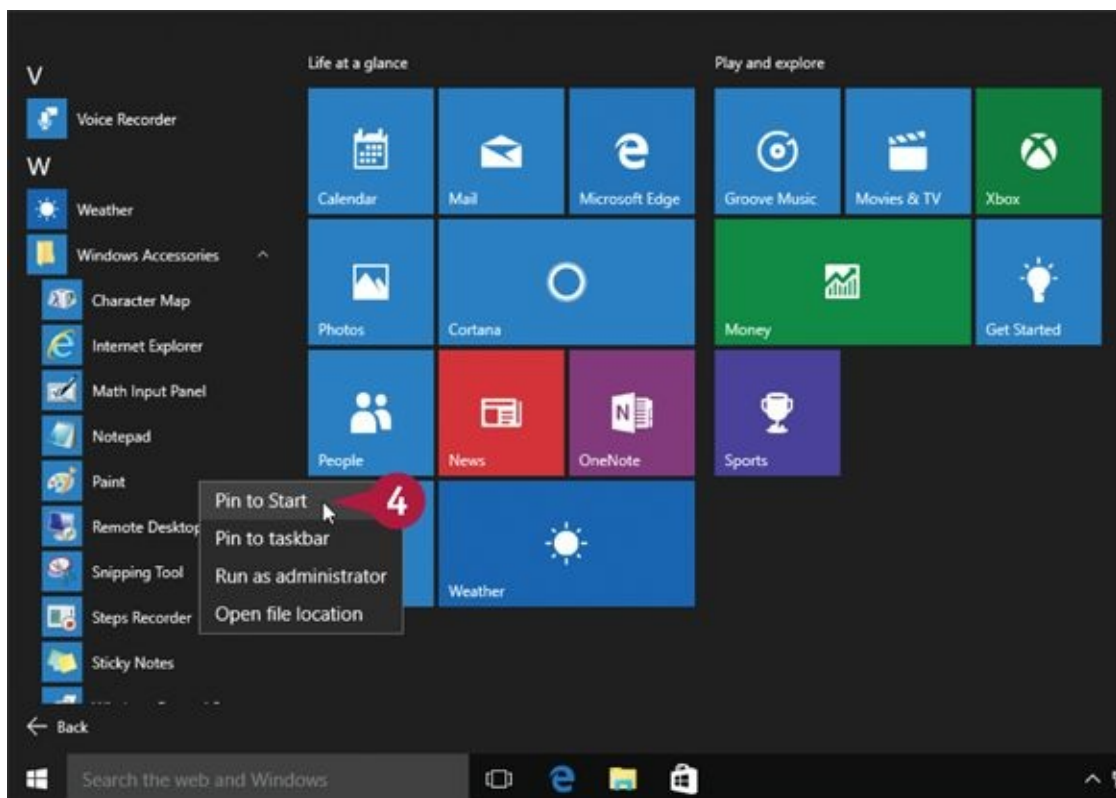 V
Voice Recorder
W
Weather
Windows Accessories
Character Map
Internet Explorer
Math Input Panel
Notepad
Paint
Remote Desktop
Snipping Tool
Steps Recorder
Sticky Notes
Back
Life at a glance
Calendar
Mail
Microsoft Edge
Photos
Cortana
People
News
OneNote
Weather
Play and explore
Groove Music
Movies & TV
Xbox
Money
Get Started
Sports
Pin to Start
4
Pin to taskbar
Run as administrator
Open file location
Search the web and Windows